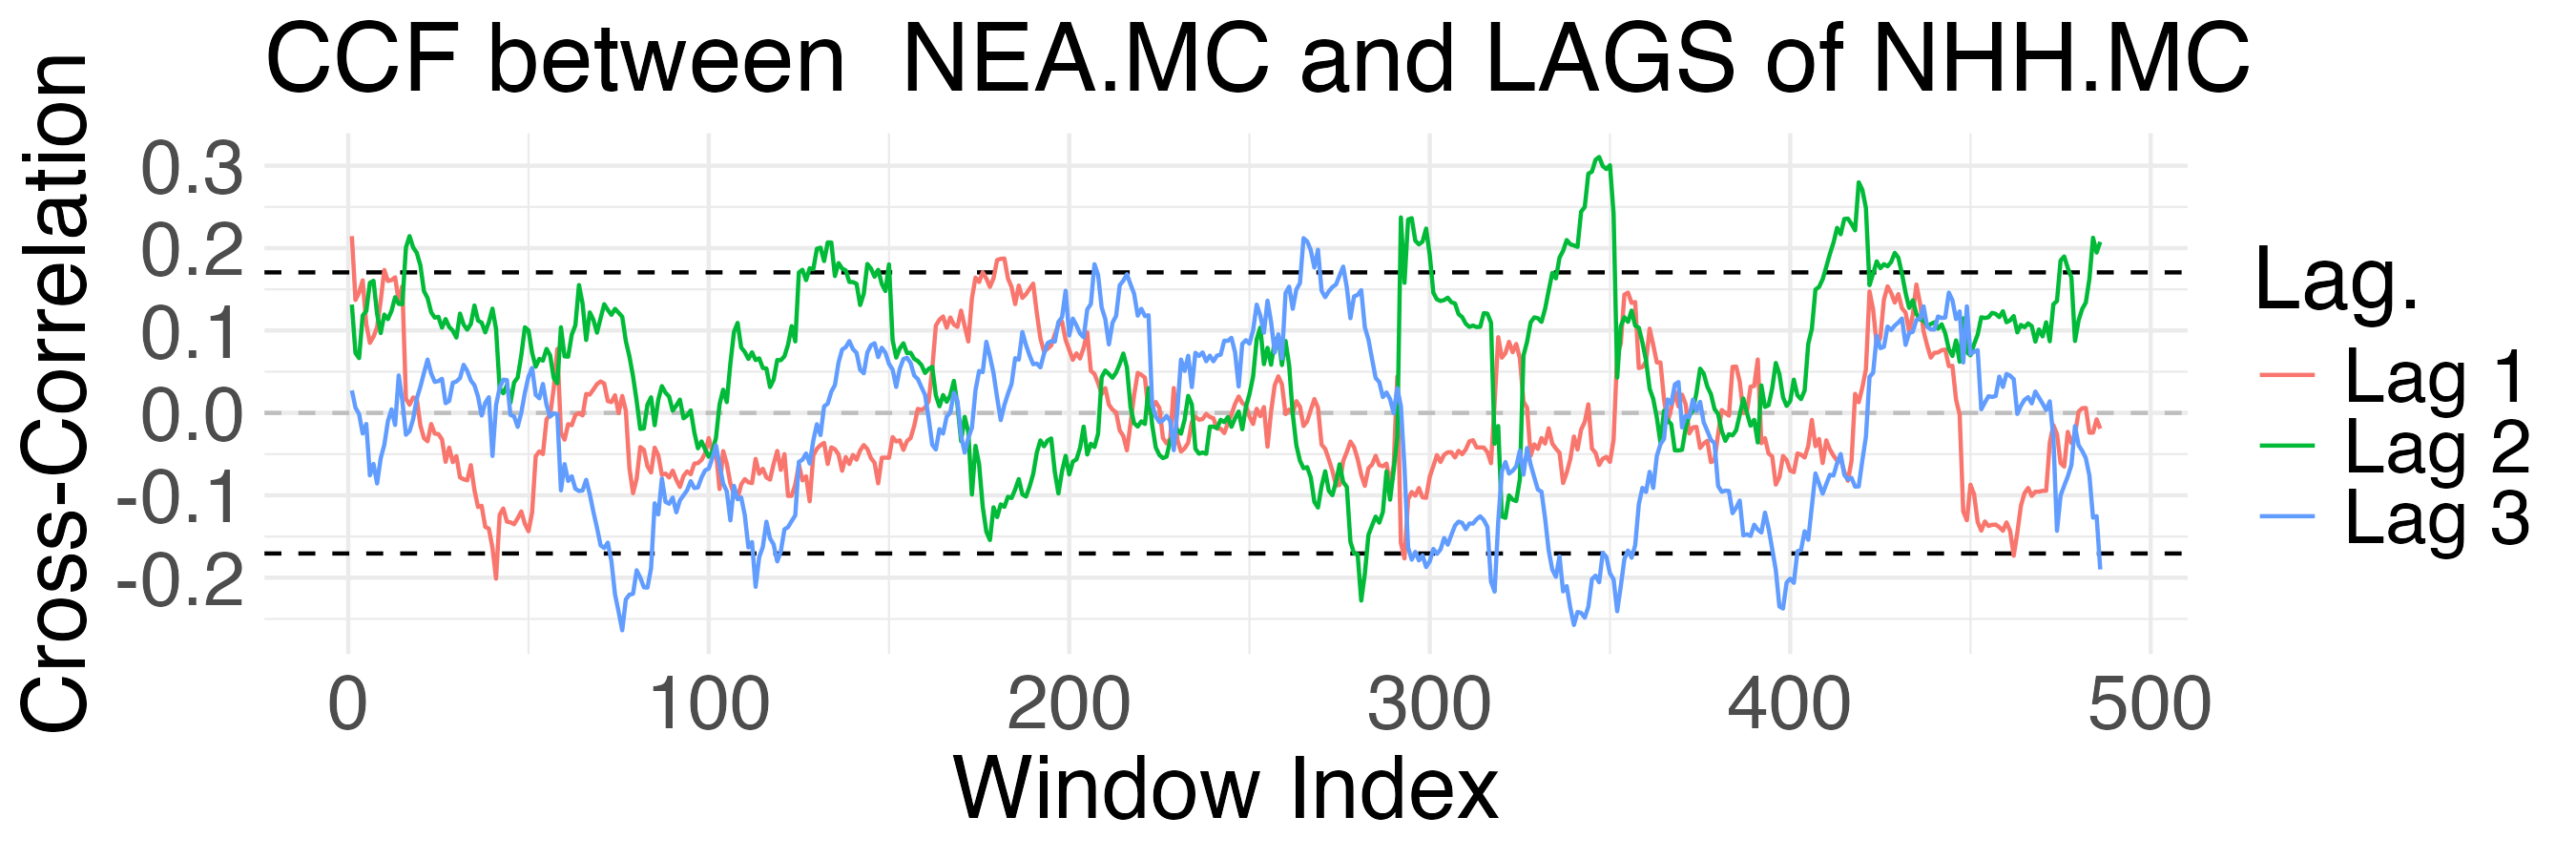 CCF between  NEA.MC and LAGS of NHH.MC
Cross-Correlation
0.3
0.2
0.1
0.0
-0.1
-0.2
0 100 200 300 400 500
Window Index
Lag.
Lag 1
Lag 2
Lag 3